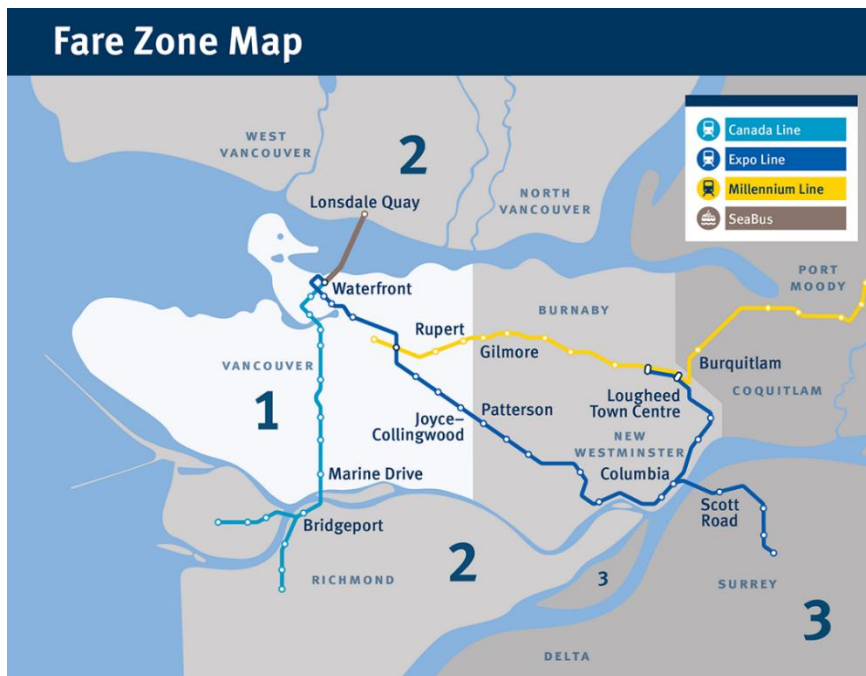 Fare Zone Map
Canada Line
Expo Line
Millennium Line
SeaBus
WEST
VANCOUVER
2
NORTH
VANCOUVER
Lonsdale Quay
Waterfront
PORT
MOODY
BURNABY
Rupert
Gilmore
VANCOUVER
1
Burquitlam
COQUITLAM
Lougheed
Town Centre
Patterson
Joyce–
Collingwood
NEW
WESTMINSTER
Columbia
Marine Drive
Scott
Road
Bridgeport
RICHMOND
2
3
SURREY
3
DELTA